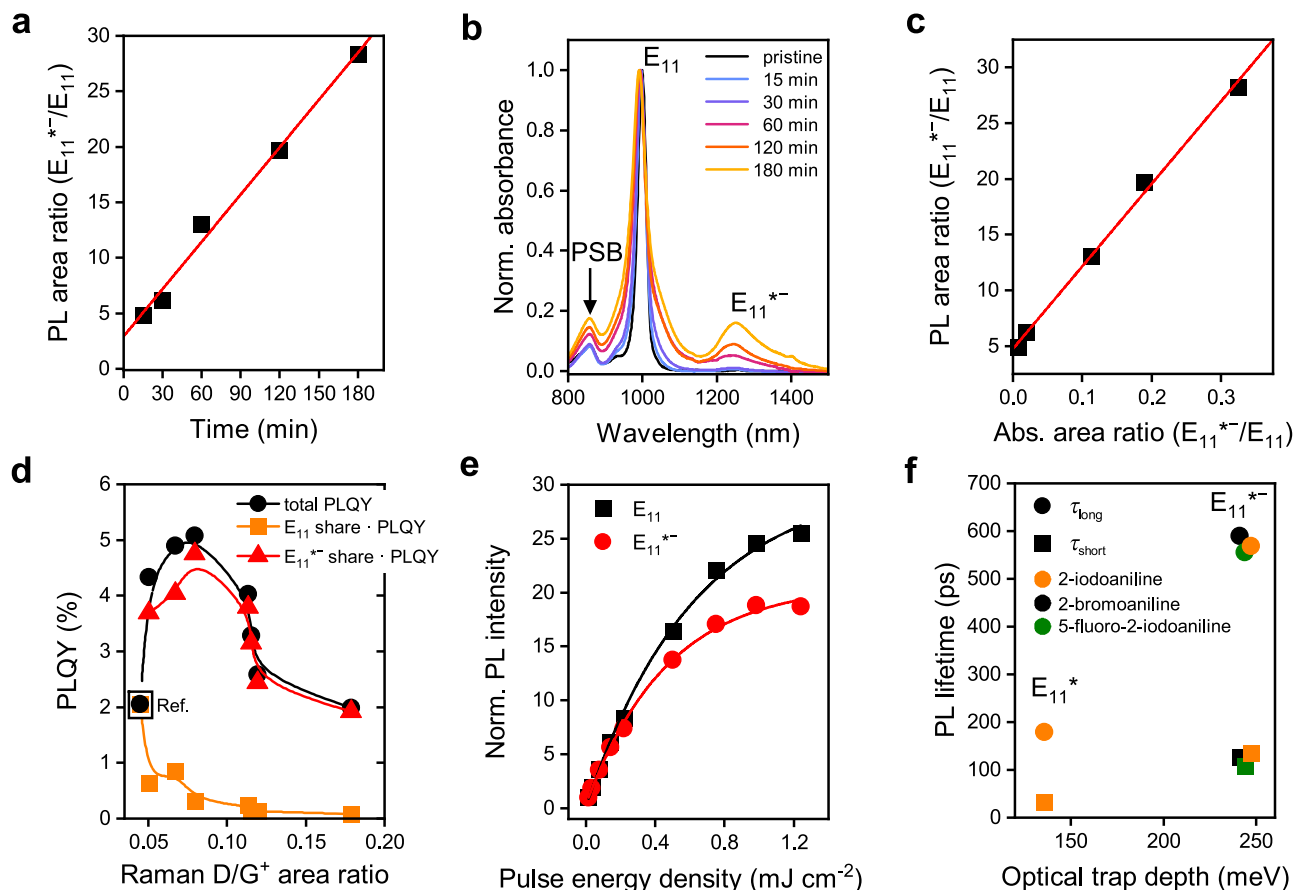 a
PL area ratio (E₁₁*⁻/E₁₁)
30
25
20
15
10
5
0
0 30 60 90 120 150 180
Time (min)
b
Norm. absorbance
1.0
0.8
0.6
0.4
0.2
0.0
800 1000 1200 1400
Wavelength (nm)
E₁₁
PSB
E₁₁*⁻
pristine
15 min
30 min
60 min
120 min
180 min
c
PL area ratio (E₁₁*⁻/E₁₁)
30
25
20
15
10
5
0.0 0.1 0.2 0.3
Abs. area ratio (E₁₁*⁻/E₁₁)
d
PLQY (%)
6
5
4
3
2
1
0
0.05 0.10 0.15 0.20
Raman D/G⁺ area ratio
total PLQY
E₁₁ share · PLQY
E₁₁*⁻ share · PLQY
Ref.
e
Norm. PL intensity
30
25
20
15
10
5
0
0.0 0.4 0.8 1.2
Pulse energy density (mJ cm⁻²)
E₁₁
E₁₁*⁻
f
PL lifetime (ps)
700
600
500
400
300
200
100
0
150 200 250
Optical trap depth (meV)
τlong
τshort
2-iodoaniline
2-bromoaniline
5-fluoro-2-iodoaniline
E₁₁*⁻
E₁₁*